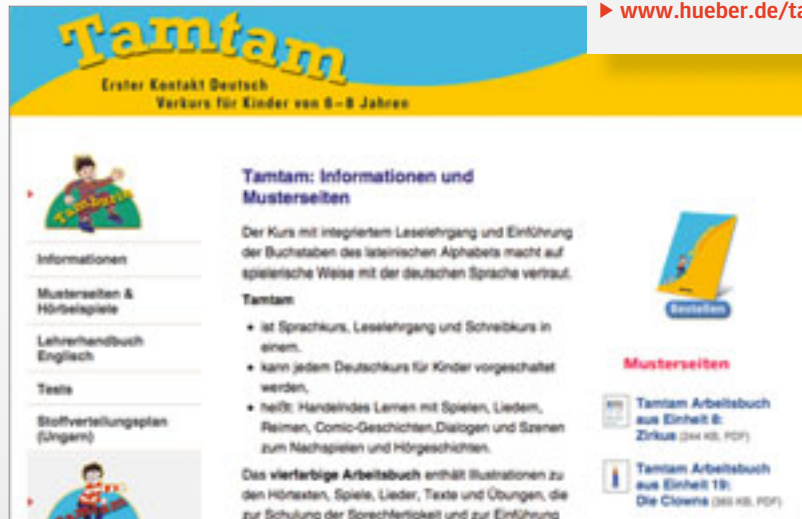 www.hueber.de/ta
Tamtam
Erster Kontakt Deutsch
Vorkurs für Kinder von 6–8 Jahren
Tamburin
Informationen
Musterseiten &
Hörbeispiele
Lehrerhandbuch
Englisch
Tests
Stoffverteilungsplan
(Ungarn)
Tamtam: Informationen und
Musterseiten
Der Kurs mit integriertem Leselehrgang und Einführung
der Buchstaben des lateinischen Alphabets macht auf
spielerische Weise mit der deutschen Sprache vertraut.
Tamtam
ist Sprachkurs, Leselehrgang und Schreibkurs in
einem.
kann jedem Deutschkurs für Kinder vorgeschaltet
werden,
heißt: Handelndes Lernen mit Spielen, Liedern,
Reimen, Comic-Geschichten,Dialogen und Szenen
zum Nachspielen und Hörgeschichten.
Das vierfarbige Arbeitsbuch enthält Illustrationen zu
den Hörtexten, Spiele, Lieder, Texte und Übungen, die
zur Schulung der Sprechfertigkeit und zur Einführung
Bestellen
Musterseiten
Tamtam Arbeitsbuch
aus Einheit 8:
Zirkus (244 KB, PDF)
Tamtam Arbeitsbuch
aus Einheit 19:
Die Clowns (383 KB, PDF)